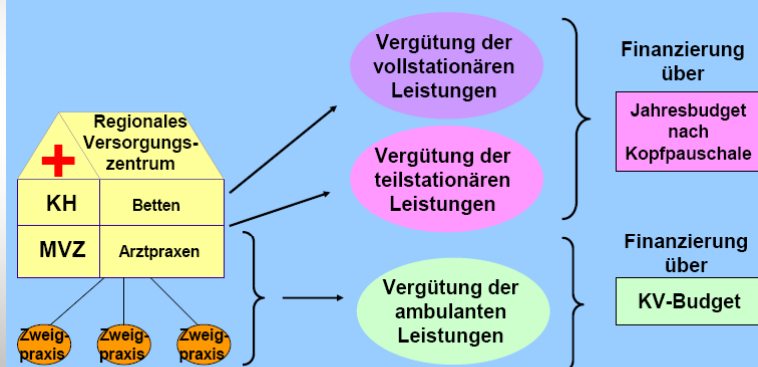 Regionales
Versorgungs-
zentrum
KH
Betten
MVZ
Arztpraxen
Zweig-
praxis
Zweig-
praxis
Zweig-
praxis
Vergütung der
vollstationären
Leistungen
Vergütung der
teilstationären
Leistungen
Vergütung der
ambulanten
Leistungen
Finanzierung
über
Jahresbudget
nach
Kopfpauschale
Finanzierung
über
KV-Budget